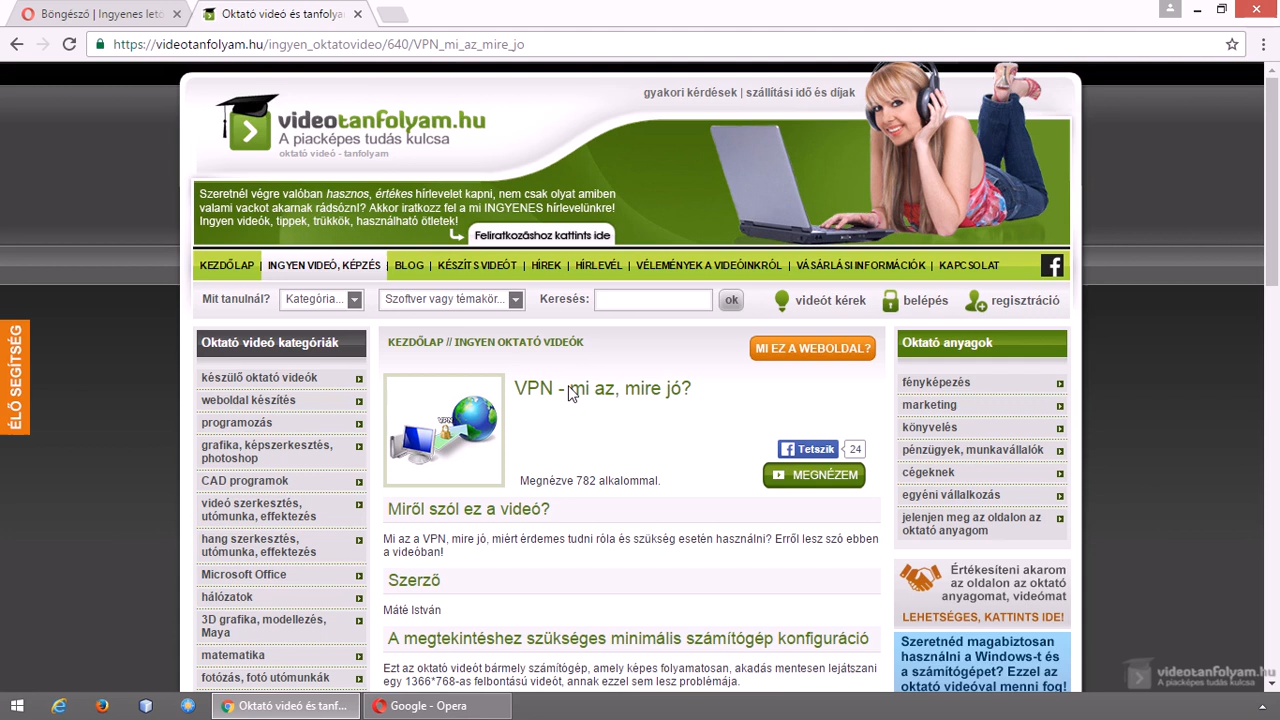 Böngésző | Ingyenes letö
Oktató videó és tanfolya
https://videotanfolyam.hu/ingyen_oktatovideo/640/VPN_mi_az_mire_jo
gyakori kérdések | szállítási idő és díjak
videotanfolyam.hu
A piacképes tudás kulcsa
oktató videó - tanfolyam
Szeretnél végre valóban hasznos, értékes hírlevelet kapni, nem csak olyat amiben
valami vackot akarnak rádsózni? Akkor iratkozz fel a mi INGYENES hírlevelünkre!
Ingyen videók, tippek, trükkök, használható ötletek!
Feliratkozáshoz kattints ide
KEZDŐLAP | INGYEN VIDEÓ, KÉPZÉS | BLOG | KÉSZÍTS VIDEÓT | HÍREK | HÍRLEVÉL | VÉLEMÉNYEK A VIDEÓINKRÓL | VÁSÁRLÁSI INFORMÁCIÓK | KAPCSOLAT
Mit tanulnál? Kategória... Szoftver vagy témakör... Keresés: ok videót kérek belépés regisztráció
ÉLŐ SEGÍTSÉG
Oktató videó kategóriák
készülő oktató videók
weboldal készítés
programozás
grafika, képszerkesztés,
photoshop
CAD programok
videó szerkesztés,
utómunka, effektezés
hang szerkesztés,
utómunka, effektezés
Microsoft Office
hálózatok
3D grafika, modellezés,
Maya
matematika
fotózás, fotó utómunkák
KEZDŐLAP // INGYEN OKTATÓ VIDEÓK
MI EZ A WEBOLDAL?
VPN
VPN - mi az, mire jó?
Tetszik 24
Megnézve 782 alkalommal.
MEGNÉZEM
Miről szól ez a videó?
Mi az a VPN, mire jó, miért érdemes tudni róla és szükség esetén használni? Erről lesz szó ebben
a videóban!
Szerző
Máté István
A megtekintéshez szükséges minimális számítógép konfiguráció
Ezt az oktató videót bármely számítógép, amely képes folyamatosan, akadás mentesen lejátszani
egy 1366*768-as felbontású videót, annak ezzel sem lesz problémája.
Oktató anyagok
fényképezés
marketing
könyvelés
pénzügyek, munkavállalók
cégeknek
egyéni vállalkozás
jelenjen meg az oldalon az
oktató anyagom
Értékesíteni akarom
az oldalon az oktató
anyagomat, videómat
LEHETSÉGES, KATTINTS IDE!
Szeretnéd magabiztosan
használni a Windows-t és
a számítógépet? Ezzel az
oktató videóval menni fog!
videotanfolyam.hu
A piacképes tudás kulcsa
Oktató videó és tanf...
Google - Opera